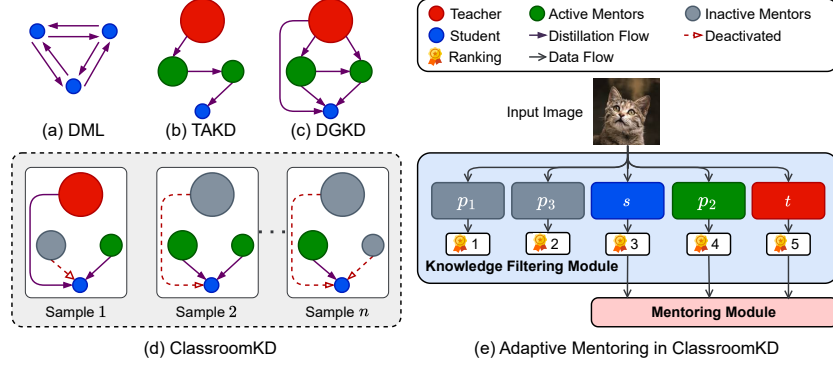 (a) DML
(b) TAKD
(c) DGKD
Sample 1
Sample 2
Sample n
(d) ClassroomKD
Teacher
Active Mentors
Inactive Mentors
Student
Distillation Flow
Deactivated
Ranking
Data Flow
Input Image
p1 p3 s p2 t
1 2 3 4 5
Knowledge Filtering Module
Mentoring Module
(e) Adaptive Mentoring in ClassroomKD